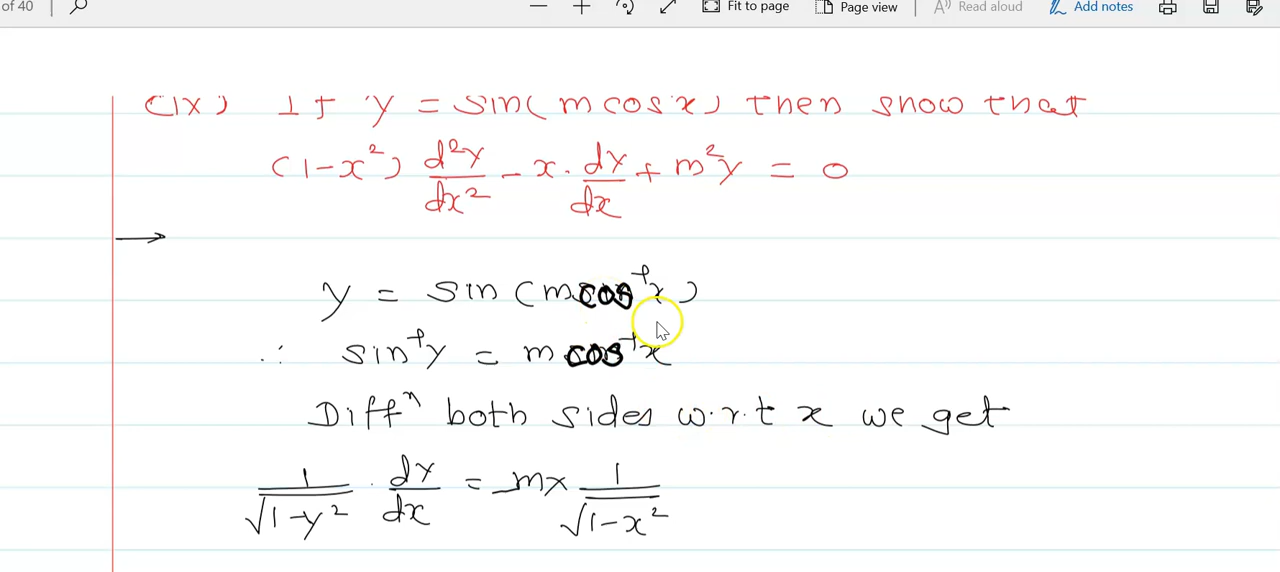 of 40 Fit to page Page view Read aloud Add notes
(ix) If y = sin(m cos⁻¹x) then show that
(1-x²) d²y/dx² - x. dy/dx + m²y = 0
→
y = sin(m cos⁻¹x)
∴ sin⁻¹y = m cos⁻¹x
Diffⁿ both sides w.r.t x we get
1/√1-y² . dy/dx = -m × 1/√1-x²